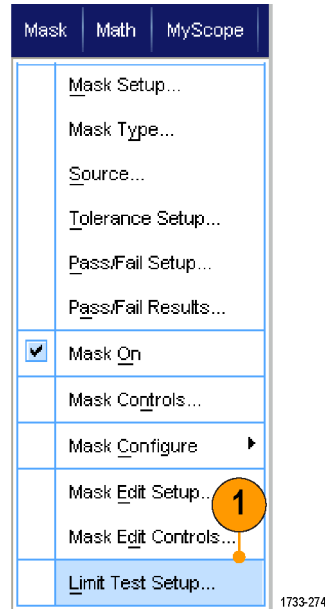 Mask Math MyScope
Mask Setup...
Mask Type...
Source...
Tolerance Setup...
Pass/Fail Setup...
Pass/Fail Results...
Mask On
Mask Controls...
Mask Configure
Mask Edit Setup..
1
Mask Edit Controls...
Limit Test Setup...
1733-274